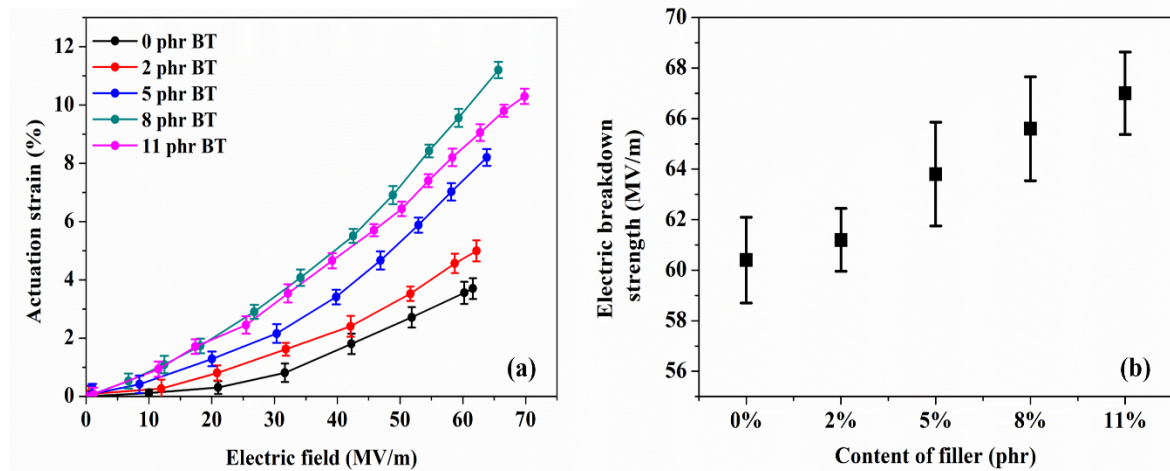 0 phr BT
2 phr BT
5 phr BT
8 phr BT
11 phr BT
12
10
8
6
4
2
0
Actuation strain (%)
0 10 20 30 40 50 60 70 80
Electric field (MV/m)
(a)
70
68
66
64
62
60
58
56
Electric breakdown
strength (MV/m)
0% 2% 5% 8% 11%
Content of filler (phr)
(b)